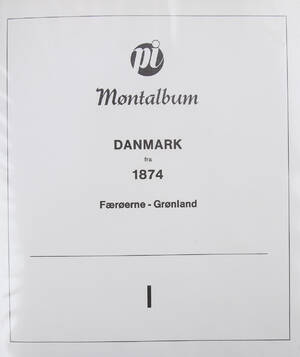 pi
Møntalbum
DANMARK
fra
1874
Færøerne - Grønland
I